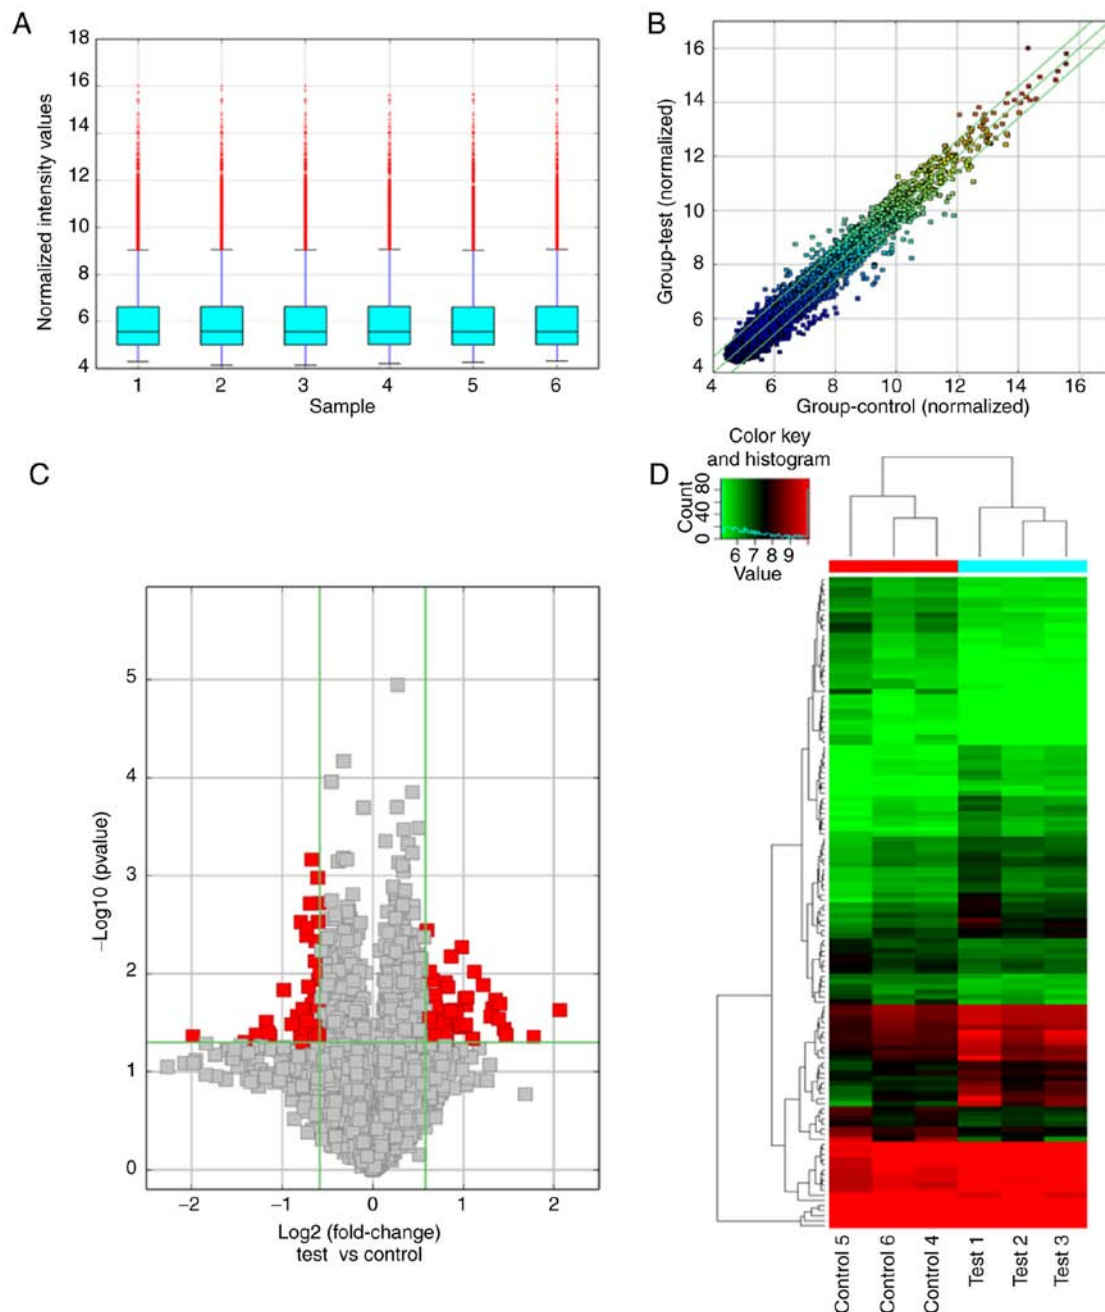 A
Normalized intensity values
18
16
14
12
10
8
6
4
1 2 3 4 5 6
Sample
B
Group-test (normalized)
16
14
12
10
8
6
4
4 6 8 10 12 14 16
Group-control (normalized)
C
−Log10 (pvalue)
5
4
3
2
1
0
−2 −1 0 1 2
Log2 (fold-change)
test vs control
Color key
and histogram
Count
0 40 80
6 7 8 9
Value
D
Control 5
Control 6
Control 4
Test 1
Test 2
Test 3